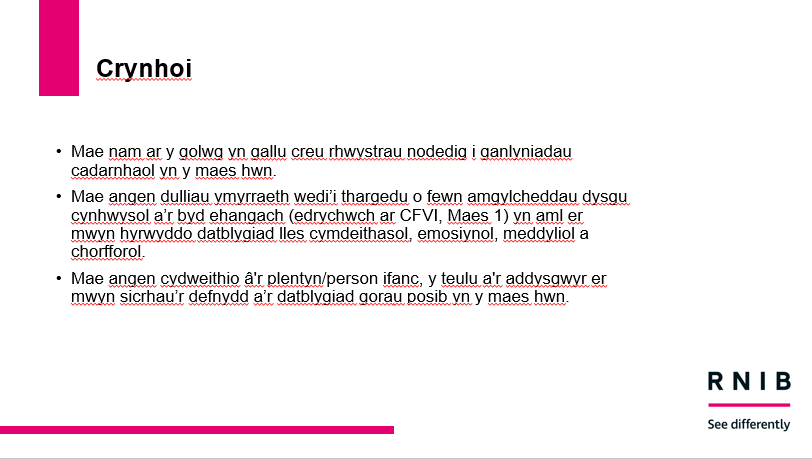 Crynhoi
• Mae nam ar y golwg yn gallu creu rhwystrau nodedig i ganlyniadau
cadarnhaol yn y maes hwn.
• Mae angen dulliau ymyrraeth wedi’i thargedu o fewn amgylcheddau dysgu
cynhwysol a’r byd ehangach (edrychwch ar CFVI, Maes 1) yn aml er
mwyn hyrwyddo datblygiad lles cymdeithasol, emosiynol, meddyliol a
chorfforol.
• Mae angen cydweithio â'r plentyn/person ifanc, y teulu a'r addysgwyr er
mwyn sicrhau’r defnydd a’r datblygiad gorau posib yn y maes hwn.
RNIB
See differently